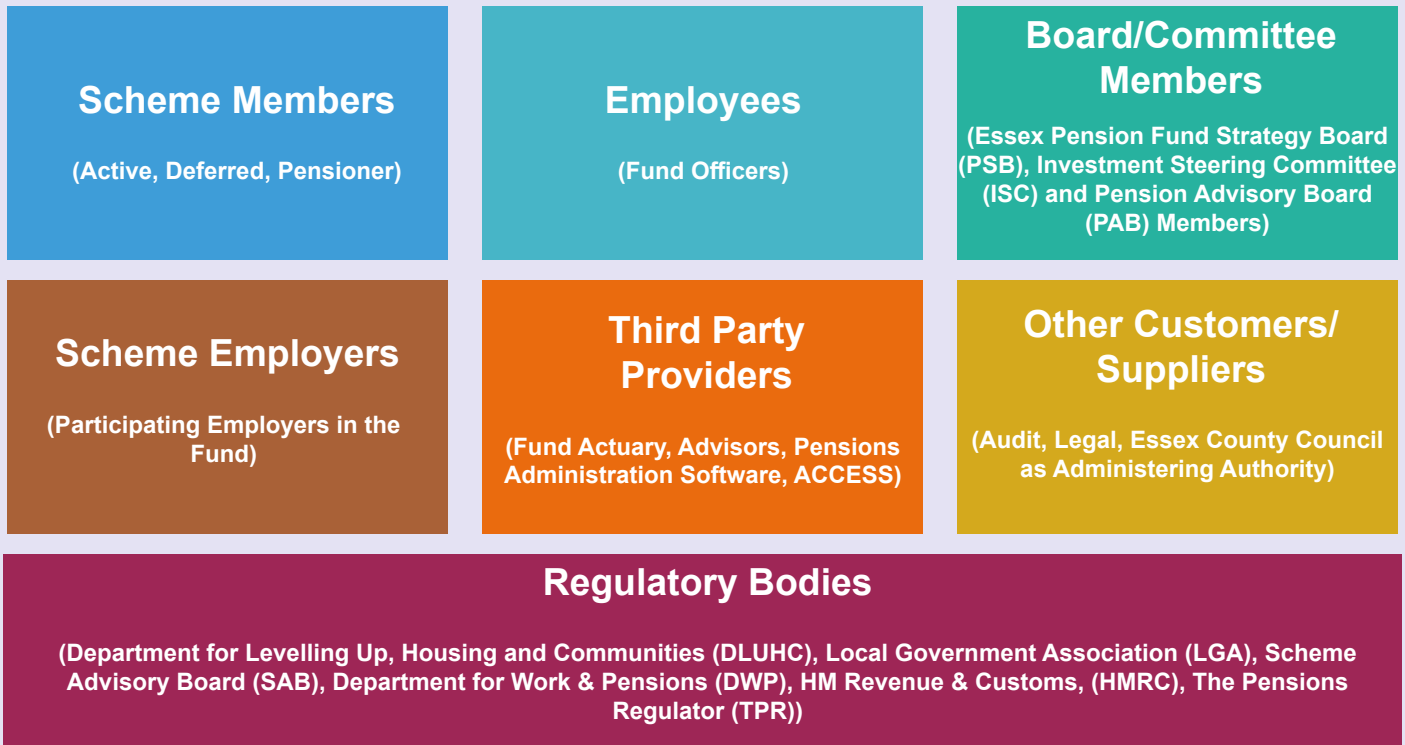 Scheme Members
(Active, Deferred, Pensioner)
Employees
(Fund Officers)
Board/Committee
Members
(Essex Pension Fund Strategy Board
(PSB), Investment Steering Committee
(ISC) and Pension Advisory Board
(PAB) Members)
Scheme Employers
(Participating Employers in the
Fund)
Third Party
Providers
(Fund Actuary, Advisors, Pensions
Administration Software, ACCESS)
Other Customers/
Suppliers
(Audit, Legal, Essex County Council
as Administering Authority)
Regulatory Bodies
(Department for Levelling Up, Housing and Communities (DLUHC), Local Government Association (LGA), Scheme
Advisory Board (SAB), Department for Work & Pensions (DWP), HM Revenue & Customs, (HMRC), The Pensions
Regulator (TPR))